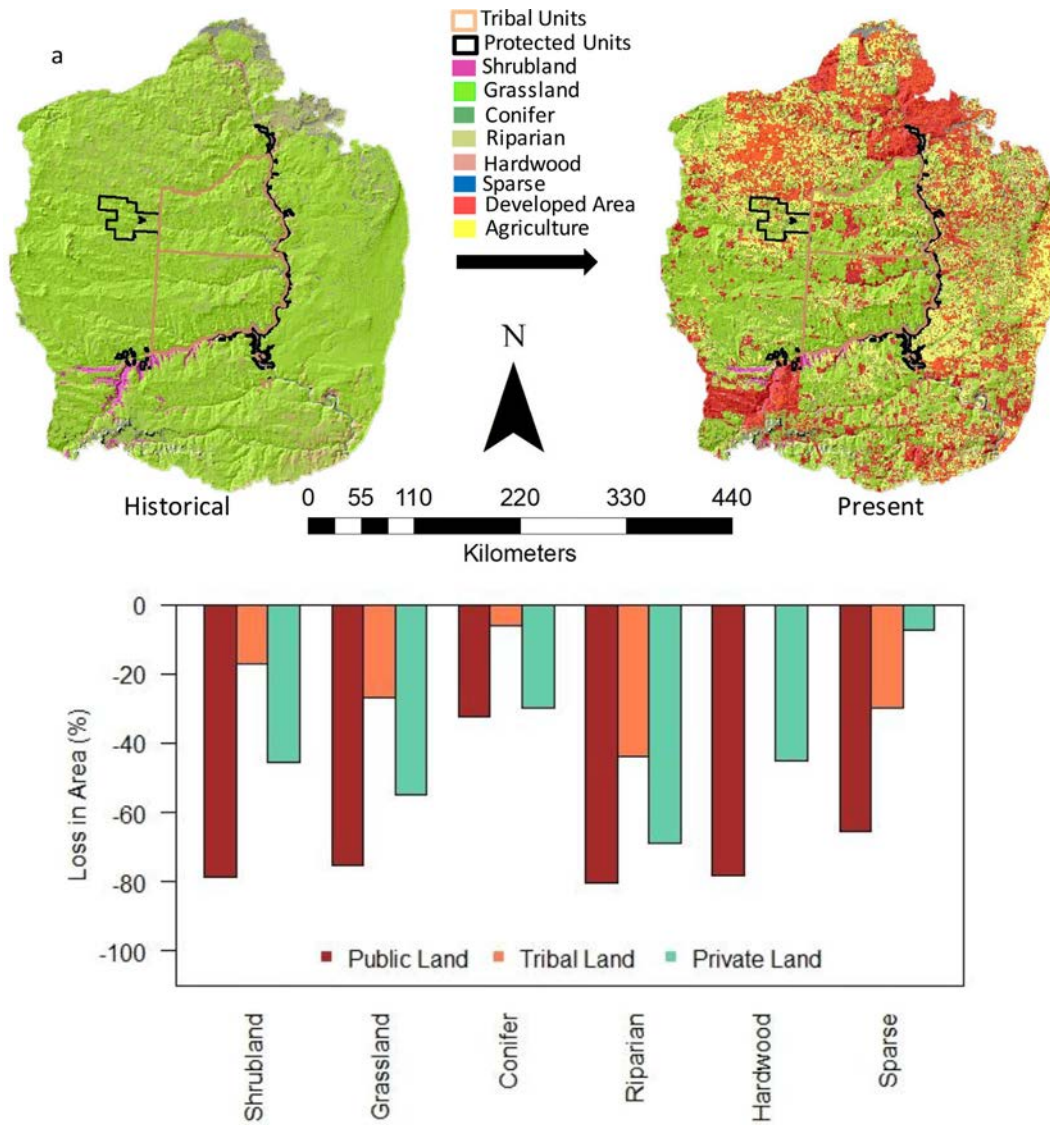 a
Tribal Units
Protected Units
Shrubland
Grassland
Conifer
Riparian
Hardwood
Sparse
Developed Area
Agriculture
N
Historical
Present
0 55 110 220 330 440
Kilometers
Loss in Area (%)
0
-20
-40
-60
-80
-100
Public Land Tribal Land Private Land
Shrubland
Grassland
Conifer
Riparian
Hardwood
Sparse